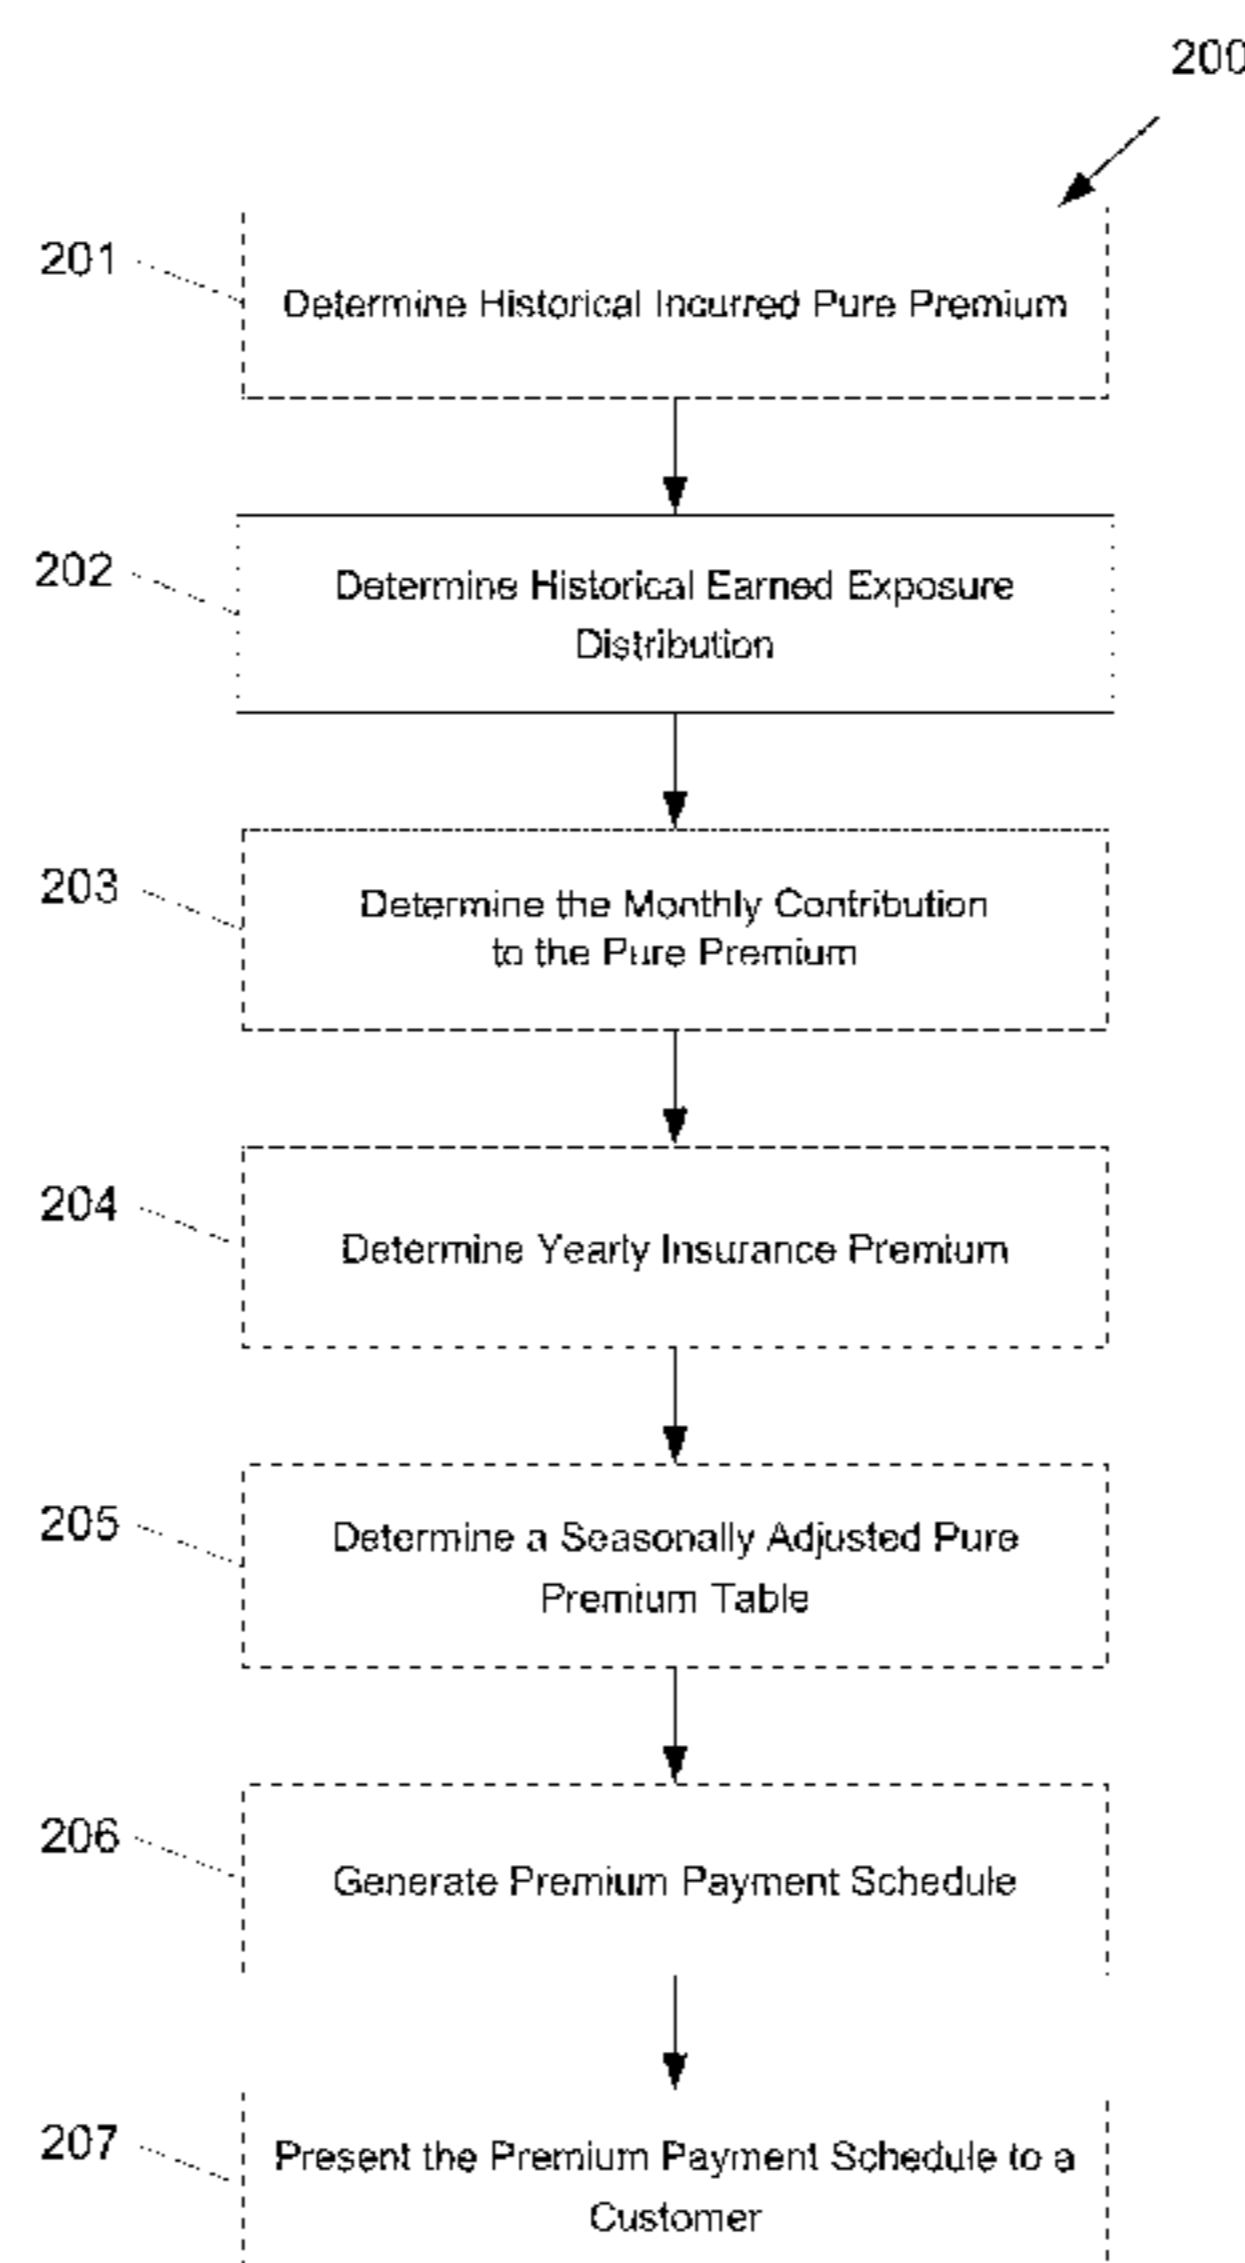 200
201
Determine Historical Incurred Pure Premium
202
Determine Historical Earned Exposure
Distribution
203
Determine the Monthly Contribution
to the Pure Premium
204
Determine Yearly Insurance Premium
205
Determine a Seasonally Adjusted Pure
Premium Table
206
Generate Premium Payment Schedule
207
Present the Premium Payment Schedule to a
Customer